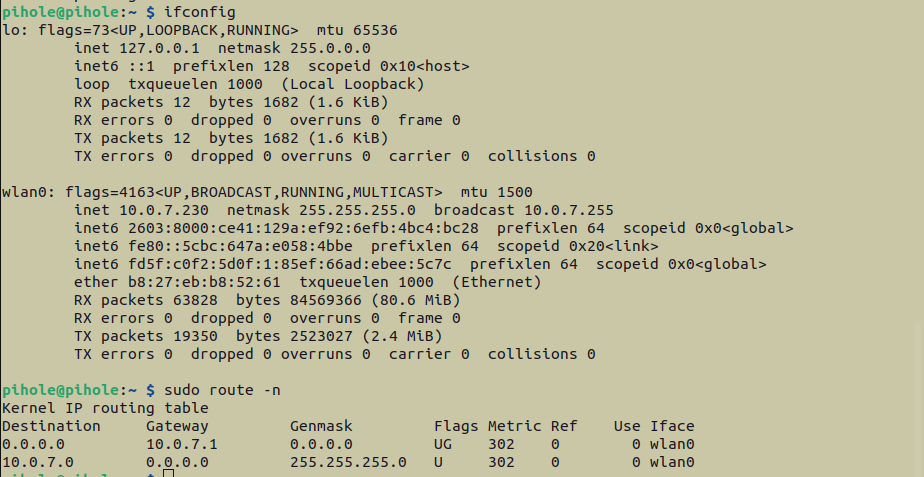 pihole@pihole:~ $ ifconfig
lo: flags=73<UP,LOOPBACK,RUNNING>  mtu 65536
        inet 127.0.0.1  netmask 255.0.0.0
        inet6 ::1  prefixlen 128  scopeid 0x10<host>
        loop  txqueuelen 1000  (Local Loopback)
        RX packets 12  bytes 1682 (1.6 KiB)
        RX errors 0  dropped 0  overruns 0  frame 0
        TX packets 12  bytes 1682 (1.6 KiB)
        TX errors 0  dropped 0 overruns 0  carrier 0  collisions 0
wlan0: flags=4163<UP,BROADCAST,RUNNING,MULTICAST>  mtu 1500
        inet 10.0.7.230  netmask 255.255.255.0  broadcast 10.0.7.255
        inet6 2603:8000:ce41:129a:ef92:6efb:4bc4:bc28  prefixlen 64  scopeid 0x0<global>
        inet6 fe80::5cbc:647a:e058:4bbe  prefixlen 64  scopeid 0x20<link>
        inet6 fd5f:c0f2:5d0f:1:85ef:66ad:ebee:5c7c  prefixlen 64  scopeid 0x0<global>
        ether b8:27:eb:b8:52:61  txqueuelen 1000  (Ethernet)
        RX packets 63828  bytes 84569366 (80.6 MiB)
        RX errors 0  dropped 0  overruns 0  frame 0
        TX packets 19350  bytes 2523027 (2.4 MiB)
        TX errors 0  dropped 0 overruns 0  carrier 0  collisions 0
pihole@pihole:~ $ sudo route -n
Kernel IP routing table
Destination     Gateway         Genmask         Flags Metric Ref    Use Iface
0.0.0.0         10.0.7.1        0.0.0.0         UG    302    0        0 wlan0
10.0.7.0        0.0.0.0         255.255.255.0   U     302    0        0 wlan0